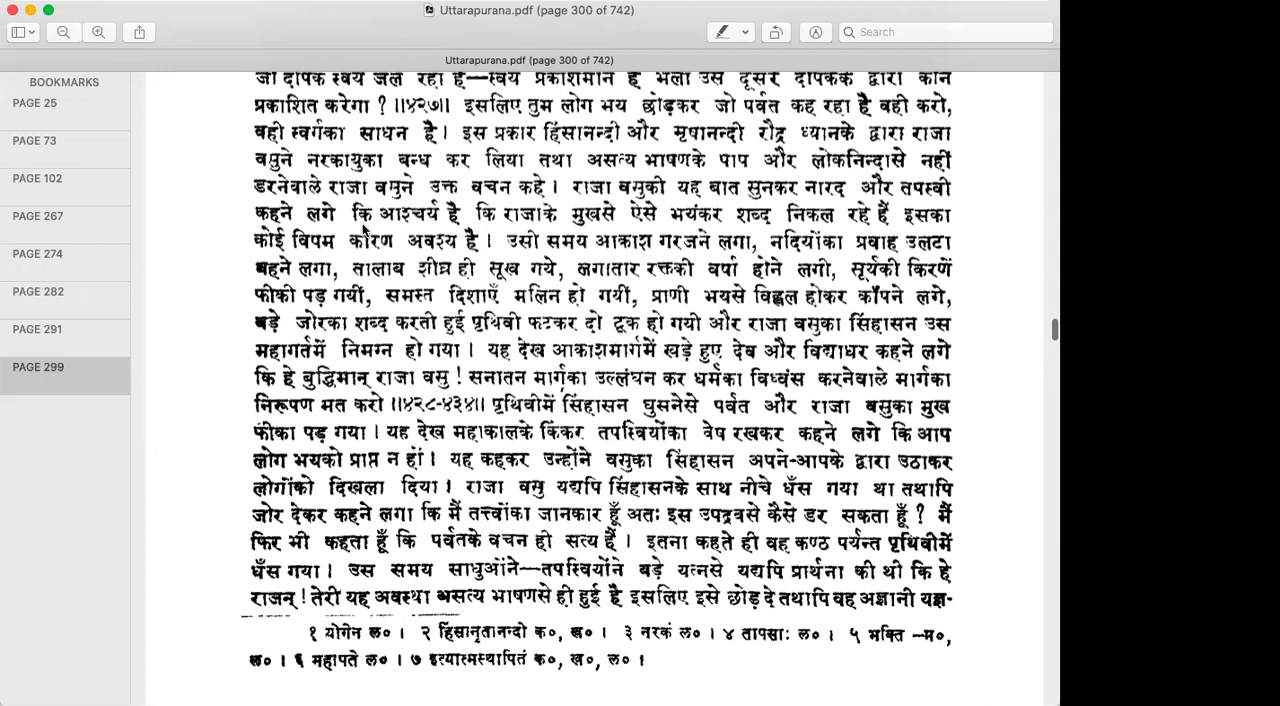 Uttarapurana.pdf (page 300 of 742)
Search
Uttarapurana.pdf (page 300 of 742)
BOOKMARKS
PAGE 25
PAGE 73
PAGE 102
PAGE 267
PAGE 274
PAGE 282
PAGE 291
PAGE 299
जो दीपक स्वयं जल रहा है—स्वयं प्रकाशमान है भला उसे दूसरे दीपकके द्वारा कौन
प्रकाशित करेगा ? ॥४२७॥ इसलिए तुम लोग भय छोड़कर जो पर्वत कह रहा है वही करो,
वही स्वर्गका साधन है। इस प्रकार हिंसानन्दी और मृषानन्दी रौद्र ध्यानके द्वारा राजा
वसुने नरकायुका बन्ध कर लिया तथा असत्य भाषणके पाप और लोकनिन्दासे नहीं
डरनेवाले राजा वसुने उक्त वचन कहे। राजा वसुकी यह बात सुनकर नारद और तपस्वी
कहने लगे कि आश्चर्य है कि राजाके मुखसे ऐसे भयंकर शब्द निकल रहे हैं इसका
कोई विषम कारण अवश्य है। उसी समय आकाश गरजने लगा, नदियोंका प्रवाह उलटा
बहने लगा, तालाब शीघ्र ही सूख गये, लगातार रक्तकी वर्षा होने लगी, सूर्यकी किरणें
फीकी पड़ गयीं, समस्त दिशाएँ मलिन हो गयीं, प्राणी भयसे विह्वल होकर काँपने लगे,
बड़े जोरका शब्द करती हुई पृथिवी फटकर दो टूक हो गयी और राजा वसुका सिंहासन उस
महागर्तमें निमग्न हो गया। यह देख आकाशमार्गमें खड़े हुए देव और विद्याधर कहने लगे
कि हे बुद्धिमान् राजा वसु ! सनातन मार्गका उल्लंघन कर धर्मका विध्वंस करनेवाले मार्गका
निरूपण मत करो ॥४२८-४३४॥ पृथिवीमें सिंहासन घुसनेसे पर्वत और राजा वसुका मुख
फीका पड़ गया। यह देख महाकालके किंकर तपस्वियोंका वेष रखकर कहने लगे कि आप
लोग भयको प्राप्त न हों। यह कहकर उन्होंने वसुका सिंहासन अपने-आपके द्वारा उठाकर
लोगोंको दिखला दिया। राजा वसु यद्यपि सिंहासनके साथ नीचे धँस गया था तथापि
जोर देकर कहने लगा कि मैं तत्त्वोंका जानकार हूँ अतः इस उपद्रवसे कैसे डर सकता हूँ ? मैं
फिर भी कहता हूँ कि पर्वतके वचन ही सत्य हैं। इतना कहते ही वह कण्ठ पर्यन्त पृथिवीमें
धँस गया। उस समय साधुओंने—तपस्वियोंने बड़े यत्नसे यद्यपि प्रार्थना की थी कि हे
राजन् ! तेरी यह अवस्था असत्य भाषणसे ही हुई है इसलिए इसे छोड़ दे तथापि वह अज्ञानी यज्ञ-
१ योगेन ल०। २ हिंसानृतानन्दो क०, ख०। ३ नरकं ल०। ४ तापसाः ल०। ५ भक्ति -म०,
ल०। ६ महापते ल०। ७ इत्यात्मस्थापितं क०, ख०, ल०।